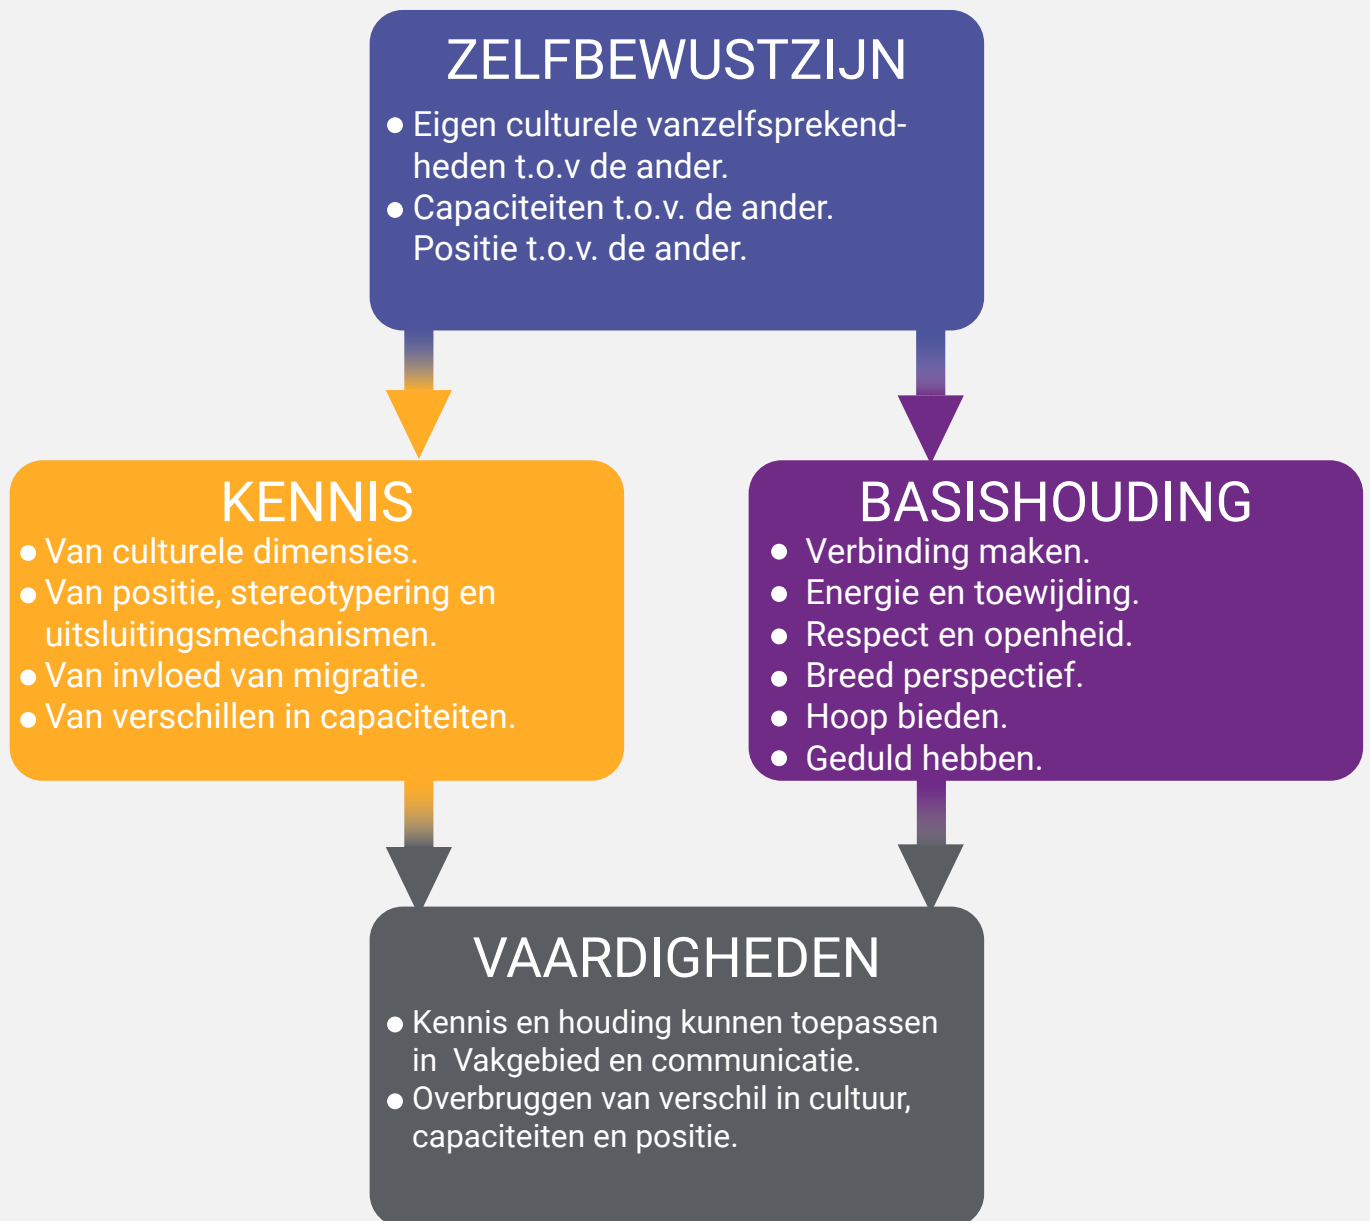 ZELFBEWUSTZIJN
• Eigen culturele vanzelfsprekend-
heden t.o.v de ander.
• Capaciteiten t.o.v. de ander.
Positie t.o.v. de ander.
KENNIS
• Van culturele dimensies.
• Van positie, stereotypering en
uitsluitingsmechanismen.
• Van invloed van migratie.
• Van verschillen in capaciteiten.
BASISHOUDING
• Verbinding maken.
• Energie en toewijding.
• Respect en openheid.
• Breed perspectief.
• Hoop bieden.
• Geduld hebben.
VAARDIGHEDEN
• Kennis en houding kunnen toepassen
in  Vakgebied en communicatie.
• Overbruggen van verschil in cultuur,
capaciteiten en positie.